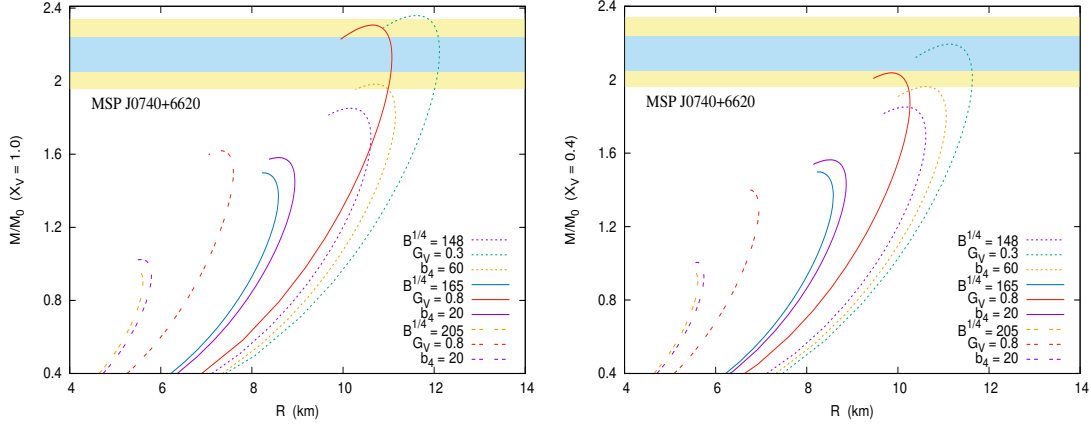 2.4
2
1.6
1.2
0.8
0.4
M/M0 (XV = 1.0)
MSP J0740+6620
B1/4 = 148
GV = 0.3
b4 = 60
B1/4 = 165
GV = 0.8
b4 = 20
B1/4 = 205
GV = 0.8
b4 = 20
4 6 8 10 12 14
R (km)
2.4
2
1.6
1.2
0.8
0.4
M/M0 (XV = 0.4)
MSP J0740+6620
B1/4 = 148
GV = 0.3
b4 = 60
B1/4 = 165
GV = 0.8
b4 = 20
B1/4 = 205
GV = 0.8
b4 = 20
4 6 8 10 12 14
R (km)